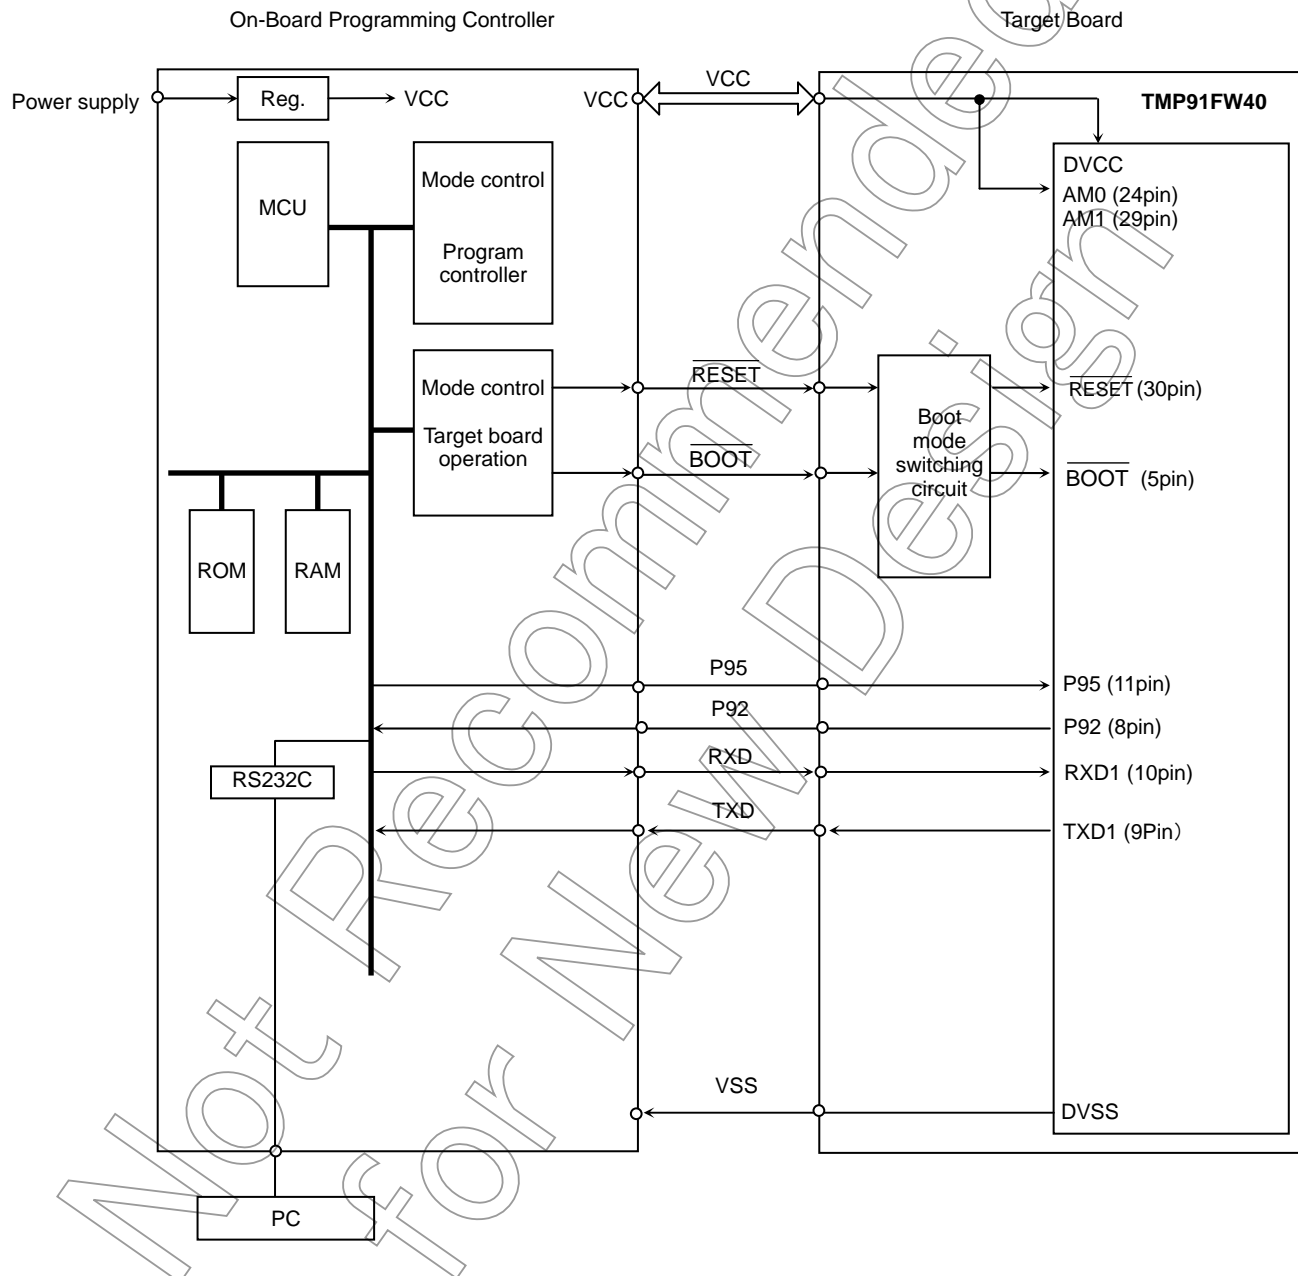 On-Board Programming Controller
Target Board
Power supply
Reg.
VCC
VCC
VCC
TMP91FW40
MCU
Mode control
Program
controller
DVCC
AM0 (24pin)
AM1 (29pin)
Mode control
Target board
operation
RESET
BOOT
Boot
mode
switching
circuit
RESET (30pin)
BOOT (5pin)
ROM
RAM
P95
P95 (11pin)
P92
P92 (8pin)
RS232C
RXD
RXD1 (10pin)
TXD
TXD1 (9Pin）
VSS
DVSS
PC
Not Recommended
for New Design